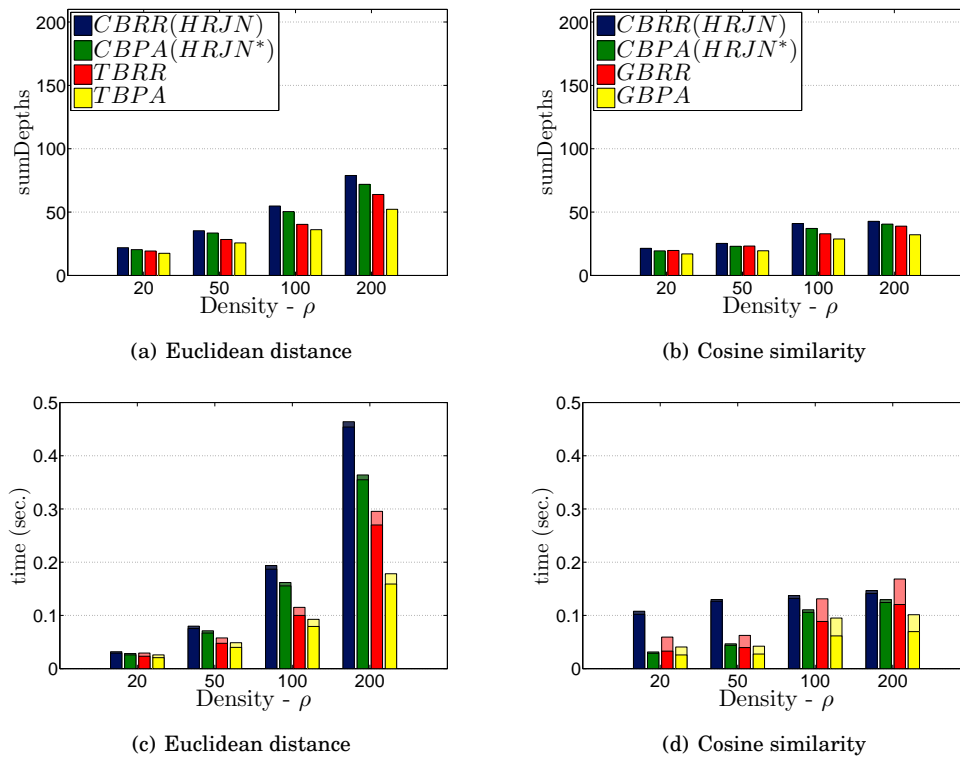 CBRR(HRJN)
CBPA(HRJN*)
TBRR
TBPA
200
150
100
50
0
sumDepths
20 50 100 200
Density - ρ
(a) Euclidean distance
CBRR(HRJN)
CBPA(HRJN*)
GBRR
GBPA
200
150
100
50
0
sumDepths
20 50 100 200
Density - ρ
(b) Cosine similarity
0.5
0.4
0.3
0.2
0.1
0
time (sec.)
20 50 100 200
Density - ρ
(c) Euclidean distance
0.5
0.4
0.3
0.2
0.1
0
time (sec.)
20 50 100 200
Density - ρ
(d) Cosine similarity